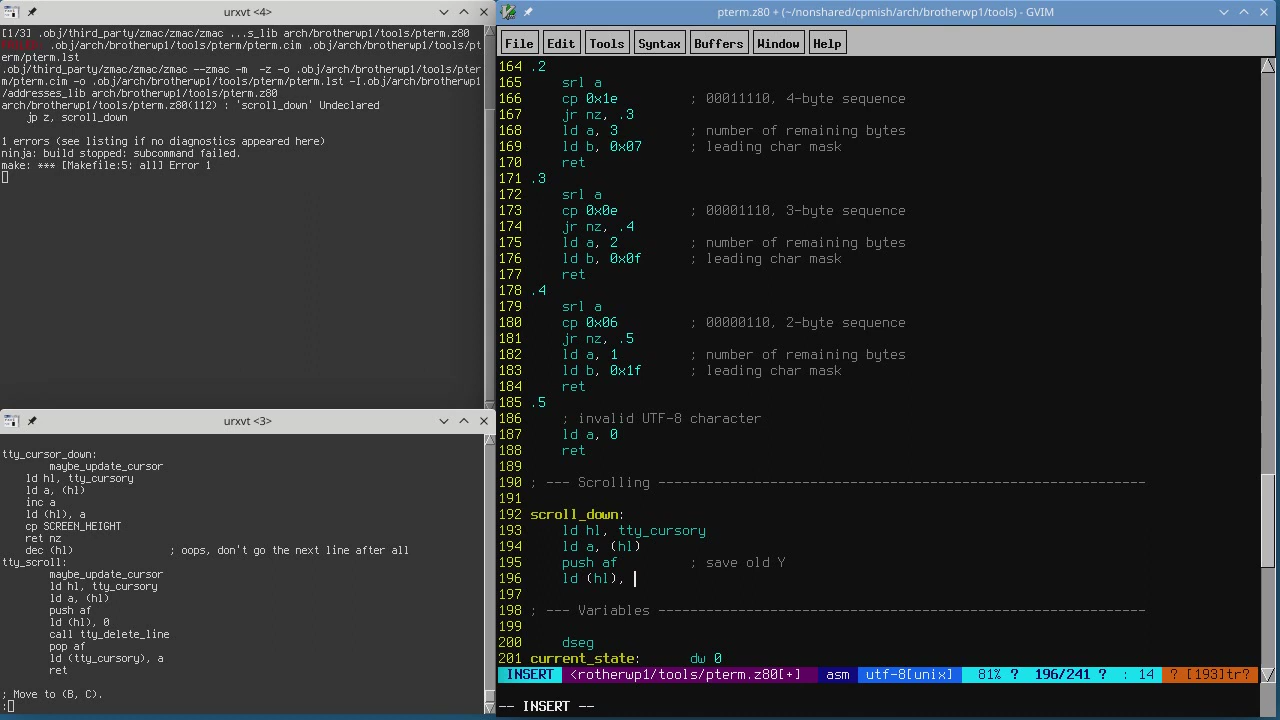 urxvt <4>
[1/3] .obj/third_party/zmac/zmac ...s_lib arch/brotherwp1/tools/pterm.z80
FAILED: .obj/arch/brotherwp1/tools/pterm/pterm.cim .obj/arch/brotherwp1/tools/pt
erm/pterm.lst
.obj/third_party/zmac/zmac/zmac --zmac -m  -z -o .obj/arch/brotherwp1/tools/pter
m/pterm.cim -o .obj/arch/brotherwp1/tools/pterm/pterm.lst -I.obj/arch/brotherwp1
/addresses_lib arch/brotherwp1/tools/pterm.z80
arch/brotherwp1/tools/pterm.z80(112) : 'scroll_down' Undeclared
    jp z, scroll_down
1 errors (see listing if no diagnostics appeared here)
ninja: build stopped: subcommand failed.
make: *** [Makefile:5: all] Error 1
urxvt <3>
tty_cursor_down:
        maybe_update_cursor
    ld hl, tty_cursory
    ld a, (hl)
    inc a
    ld (hl), a
    cp SCREEN_HEIGHT
    ret nz
    dec (hl)                ; oops, don't go the next line after all
tty_scroll:
        maybe_update_cursor
        ld hl, tty_cursory
        ld a, (hl)
        push af
        ld (hl), 0
        call tty_delete_line
        pop af
        ld (tty_cursory), a
        ret
; Move to (B, C).
:
pterm.z80 + (~/nonshared/cpmish/arch/brotherwp1/tools) - GVIM
File Edit Tools Syntax Buffers Window Help
164 .2
165     srl a
166     cp 0x1e         ; 00011110, 4-byte sequence
167     jr nz, .3
168     ld a, 3         ; number of remaining bytes
169     ld b, 0x07      ; leading char mask
170     ret
171 .3
172     srl a
173     cp 0x0e         ; 00001110, 3-byte sequence
174     jr nz, .4
175     ld a, 2         ; number of remaining bytes
176     ld b, 0x0f      ; leading char mask
177     ret
178 .4
179     srl a
180     cp 0x06         ; 00000110, 2-byte sequence
181     jr nz, .5
182     ld a, 1         ; number of remaining bytes
183     ld b, 0x1f      ; leading char mask
184     ret
185 .5
186     ; invalid UTF-8 character
187     ld a, 0
188     ret
189
190 ; --- Scrolling -------------------------------------------------------------
191
192 scroll_down:
193     ld hl, tty_cursory
194     ld a, (hl)
195     push af         ; save old Y
196     ld (hl),
197
198 ; --- Variables -------------------------------------------------------------
199
200     dseg
201 current_state:      dw 0
INSERT <rotherwp1/tools/pterm.z80[+] asm utf-8[unix] 81% ? 196/241 ? : 14 ? [193]tr?
-- INSERT --